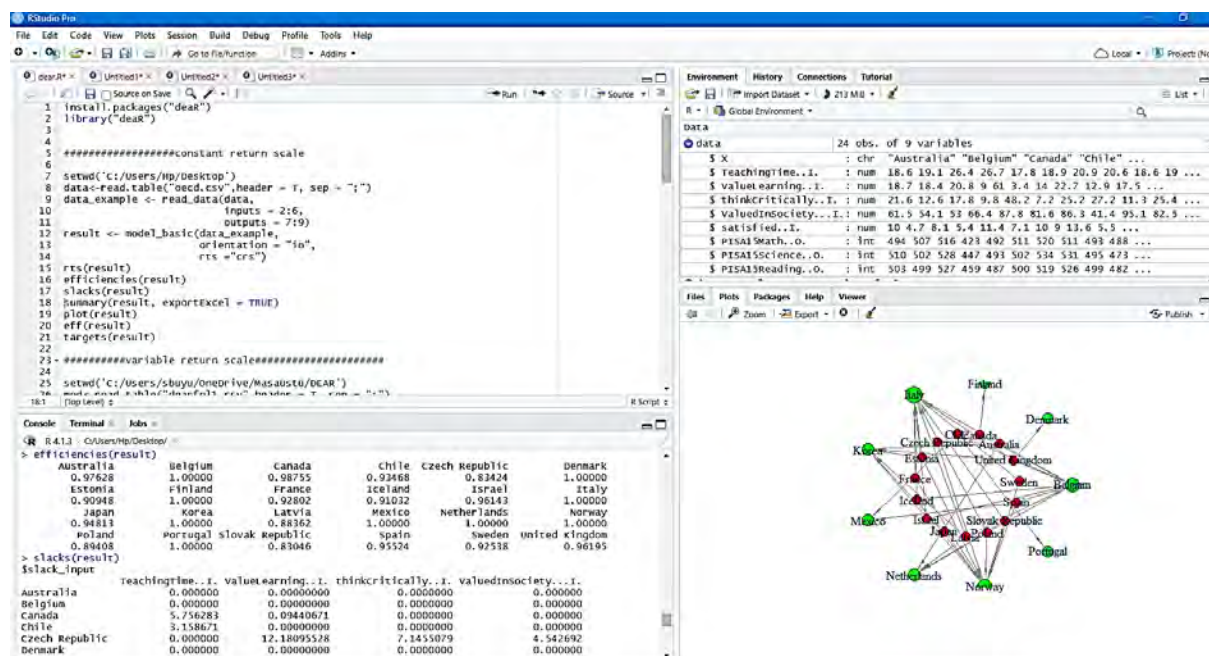 RStudio Pro
File Edit Code View Plots Session Build Debug Profile Tools Help
Go to file/function Addins
Local Project: (No
dear.R* Untitled1* Untitled2* Untitled3*
Source on Save Run Source
1 install.packages("deaR")
2 library("deaR")
3
4
5 ##################constant return scale
6
7 setwd('C:/Users/Hp/Desktop')
8 data<-read.table("oecd.csv",header = T, sep = ";")
9 data_example <- read_data(data,
10 inputs = 2:6,
11 outputs = 7:9)
12 result <- model_basic(data_example,
13 orientation = "io",
14 rts ="crs")
15 rts(result)
16 efficiencies(result)
17 slacks(result)
18 summary(result, exportExcel = TRUE)
19 plot(result)
20 eff(result)
21 targets(result)
22
23 ##########variable return scale######################
24
25 setwd('C:/Users/sbuyu/OneDrive/Masaüstü/DEAR')
18:1 (Top Level) R Script
Console Terminal Jobs
R 4.1.3 C:/Users/Hp/Desktop/
> efficiencies(result)
Australia Belgium Canada Chile Czech Republic Denmark
0.97628 1.00000 0.98755 0.93468 0.83424 1.00000
Estonia Finland France Iceland Israel Italy
0.90948 1.00000 0.92802 0.91032 0.96143 1.00000
Japan Korea Latvia Mexico Netherlands Norway
0.94813 1.00000 0.88362 1.00000 1.00000 1.00000
Poland Portugal Slovak Republic Spain Sweden United Kingdom
0.89408 1.00000 0.83046 0.95524 0.92538 0.96195
> slacks(result)
$slack_input
TeachingTime..I. ValueLearning..I. thinkCritically..I. ValuedInSociety...I.
Australia 0.000000 0.00000000 0.0000000 0.000000
Belgium 0.000000 0.00000000 0.0000000 0.000000
Canada 5.756283 0.09440671 0.0000000 0.000000
Chile 3.158671 0.00000000 0.0000000 0.000000
Czech Republic 0.000000 12.18095528 7.1455079 4.542692
Denmark 0.000000 0.00000000 0.0000000 0.000000
Environment History Connections Tutorial
Import Dataset 213 MB List
R Global Environment
Data
data 24 obs. of 9 variables
$ X : chr "Australia" "Belgium" "Canada" "Chile" ...
$ TeachingTime..I. : num 18.6 19.1 26.4 26.7 17.8 18.9 20.9 20.6 18.6 19 ...
$ ValueLearning..I. : num 18.7 18.4 20.8 9 61 3.4 14 22.7 12.9 17.5 ...
$ thinkCritically..I. : num 21.6 12.6 17.8 9.8 48.2 7.2 25.2 27.2 11.3 25.4 ...
$ ValuedInSociety...I.: num 61.5 54.1 53 66.4 87.8 81.6 86.3 41.4 95.1 82.5 ...
$ satisfied..I. : num 10 4.7 8.1 5.4 11.4 7.1 10 9 13.6 5.5 ...
$ PISA15Math..O. : int 494 507 516 423 492 511 520 511 493 488 ...
$ PISA15Science..O. : int 510 502 528 447 493 502 534 531 495 473 ...
$ PISA15Reading..O. : int 503 499 527 459 487 500 519 526 499 482 ...
Files Plots Packages Help Viewer
Zoom Export Publish
Finland
Italy
Denmark
Canada
Czech Republic Australia
Korea
Estonia United Kingdom
France Sweden Belgium
Iceland Spain
Mexico Israel Slovak Republic
Japan Latvia Poland
Portugal
Netherlands
Norway